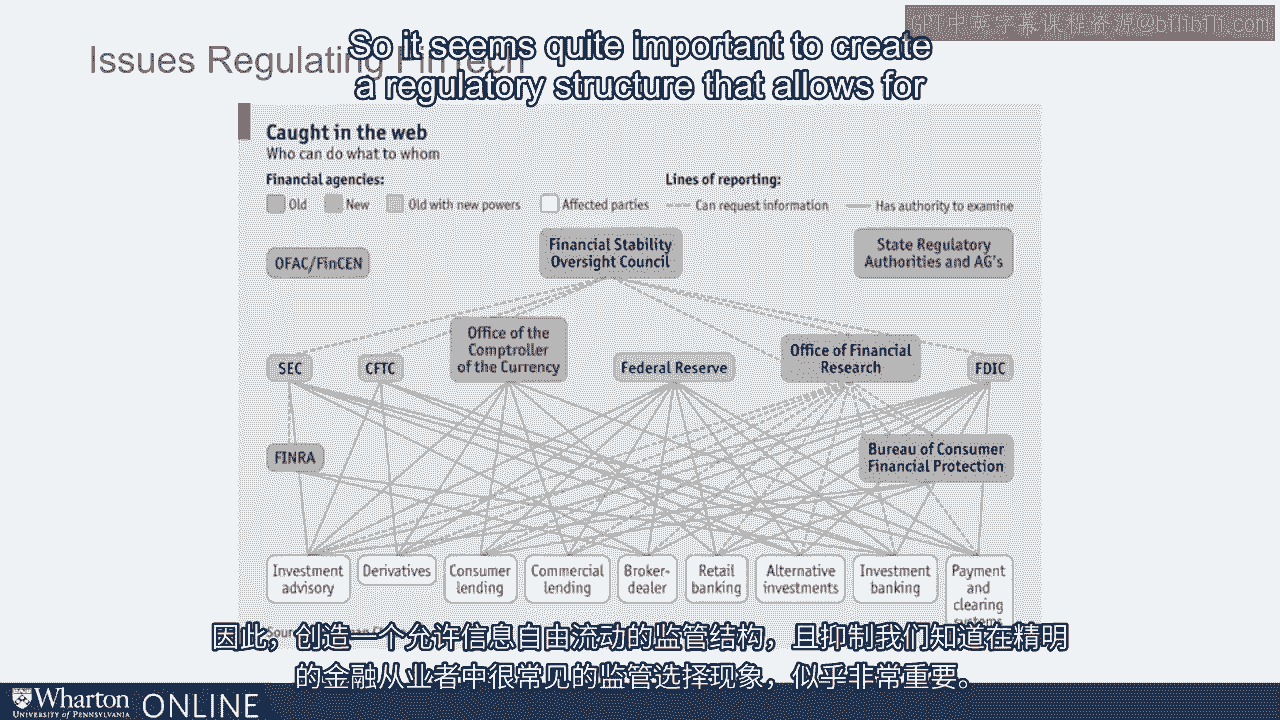 GPT中英字幕课程资源@bilibili.com
Issues Regulating FinTech
So it seems quite important to create
a regulatory structure that allows for
Caught in the web
Who can do what to whom
Financial agencies:
Lines of reporting:
Old
New
Old with new powers
Affected parties
Can request information
Has authority to examine
OFAC/FinCEN
Financial Stability
Oversight Council
State Regulatory
Authorities and AG's
SEC
CFTC
Office of the
Comptroller
of the Currency
Federal Reserve
Office of Financial
Research
FDIC
FINRA
Bureau of Consumer
Financial Protection
Investment
advisory
Derivatives
Consumer
lending
Commercial
lending
Broker-
dealer
Retail
banking
Alternative
investments
Investment
banking
Payment
and
clearing
systems
因此，创造一个允许信息自由流动的监管结构，且抑制我们知道在精明
的金融从业者中很常见的监管选择现象，似乎非常重要。
Wharton
UNIVERSITY of PENNSYLVANIA
ONLINE